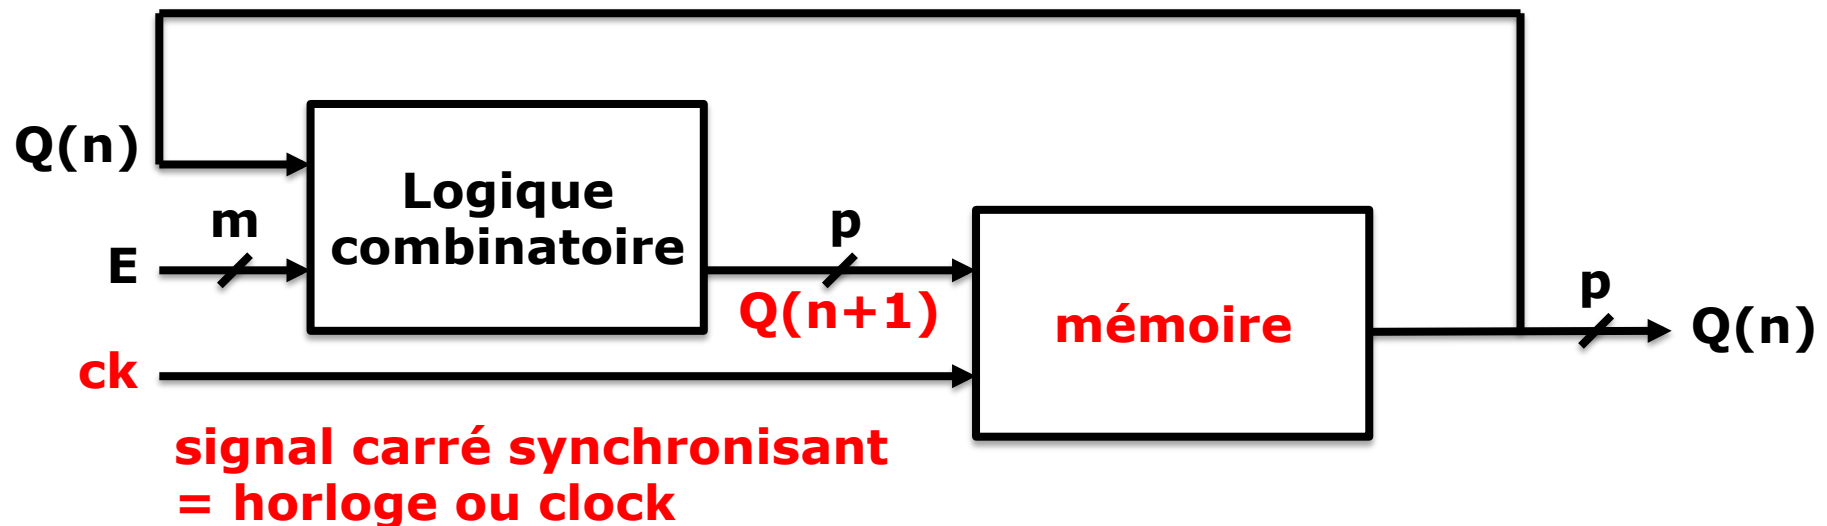 Q(n)
m
E
Logique
combinatoire
p
Q(n+1)
mémoire
p
Q(n)
ck
signal carré synchronisant
= horloge ou clock